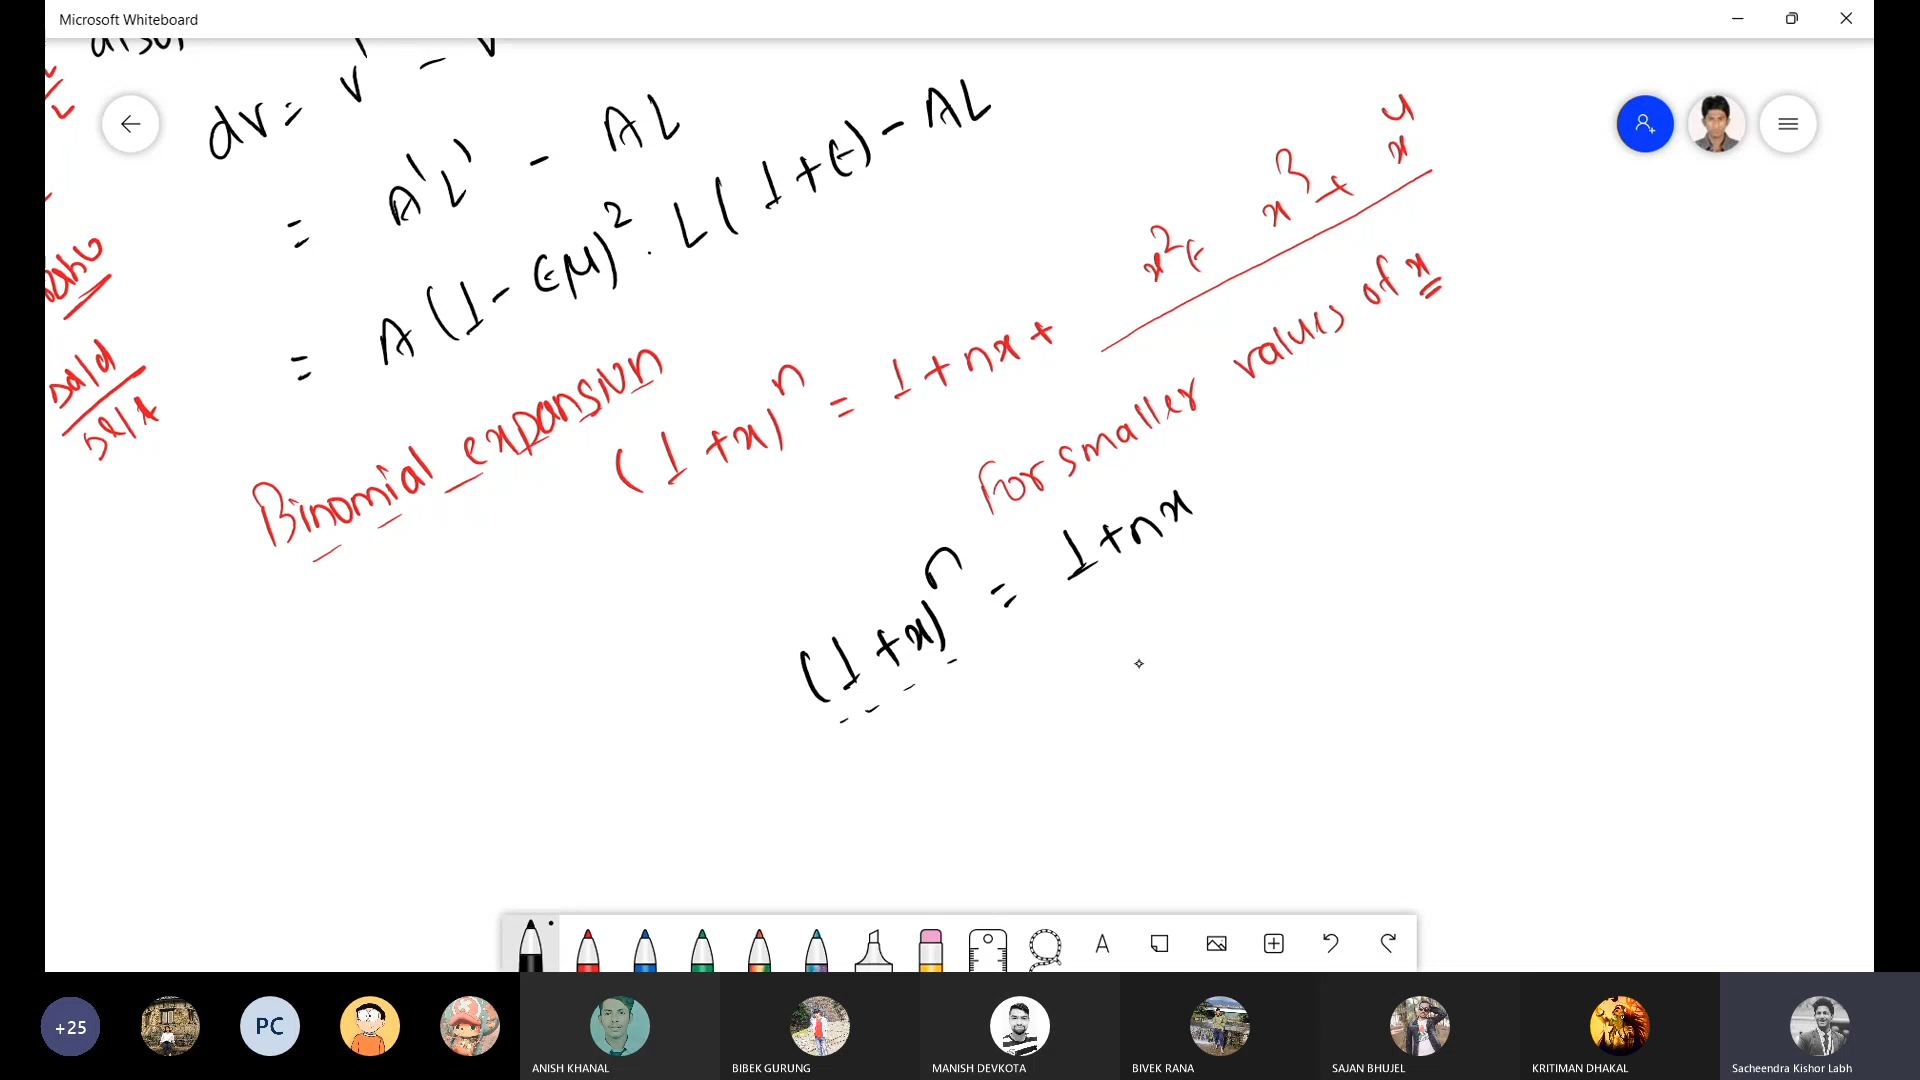 Microsoft Whiteboard
dv = v' - v
= A'L' - AL
= A(1 - ϵμ)². L(1+ϵ) - AL
Binomial expansion
(1+x)ⁿ = 1+nx+ x²+ x³+ x⁴
For smaller values of x
(1+x)ⁿ = 1+nx
+25
PC
ANISH KHANAL
BIBEK GURUNG
MANISH DEVKOTA
BIVEK RANA
SAJAN BHUJEL
KRITIMAN DHAKAL
Sacheendra Kishor Labh